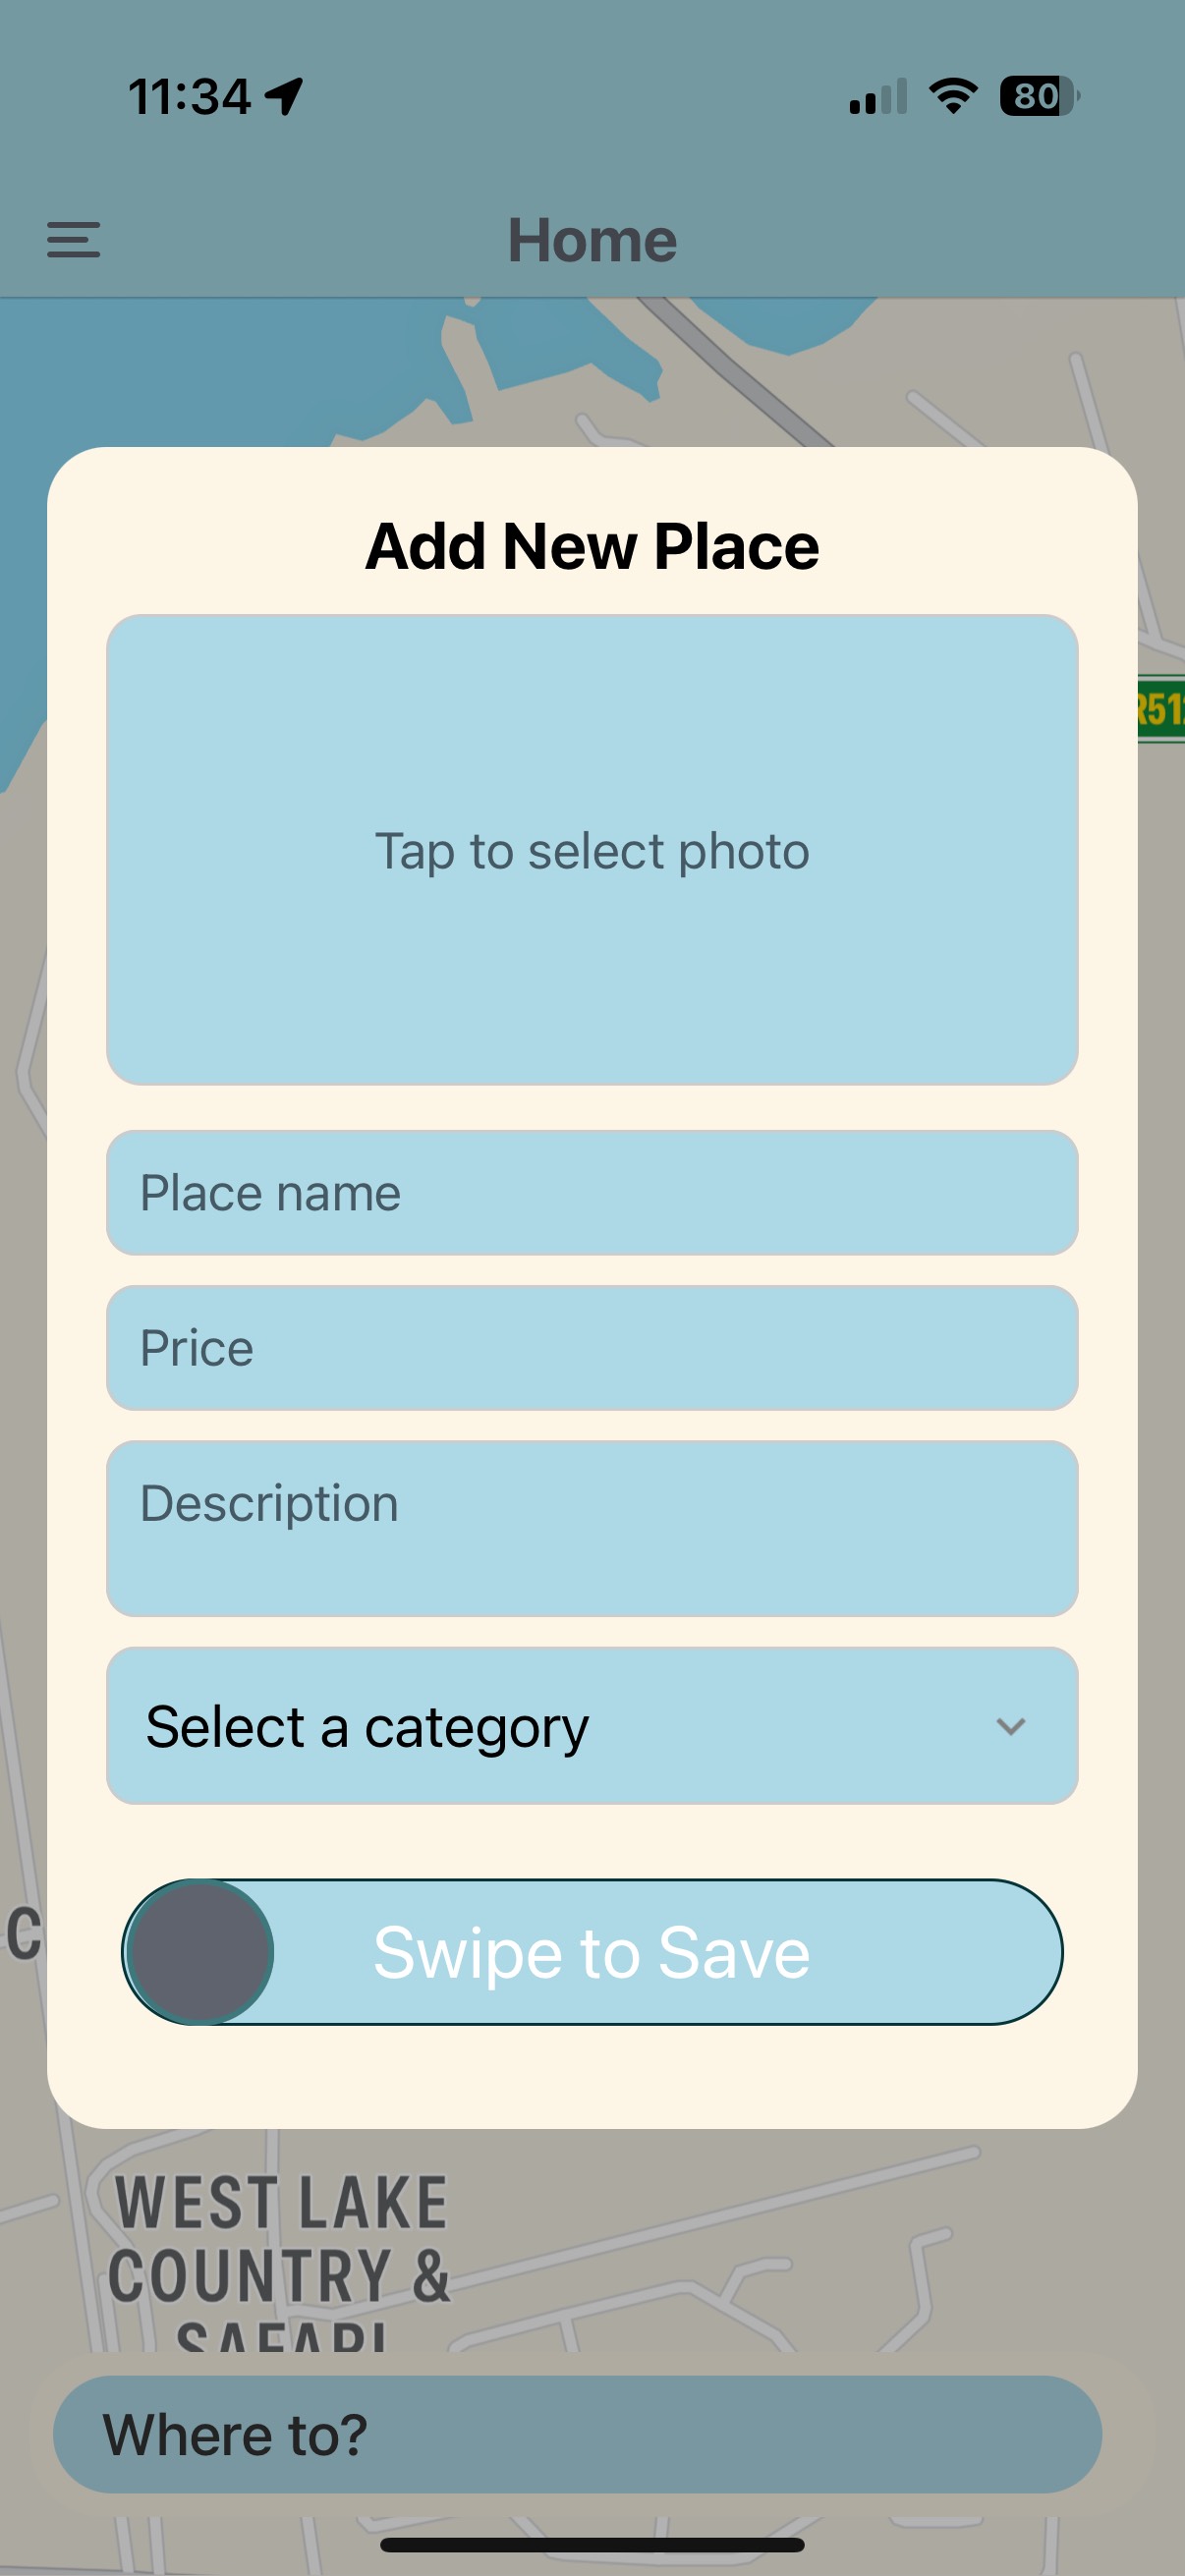 11:34
80
Home
Add New Place
Tap to select photo
Place name
Price
Description
Select a category
Swipe to Save
WEST LAKE
COUNTRY &
SAFARI
Where to?